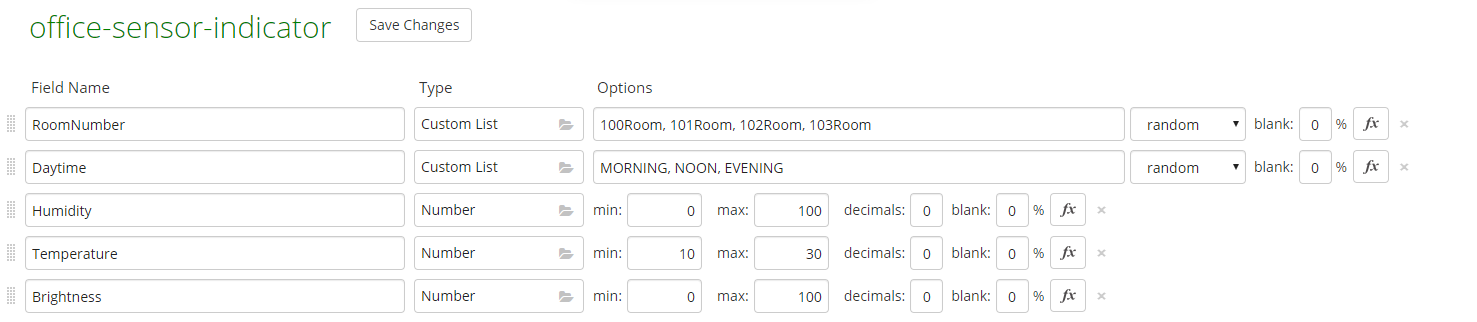 office-sensor-indicator Save Changes
Field Name Type Options
RoomNumber Custom List 100Room, 101Room, 102Room, 103Room random blank: 0 % fx ×
Daytime Custom List MORNING, NOON, EVENING random blank: 0 % fx ×
Humidity Number min: 0 max: 100 decimals: 0 blank: 0 % fx ×
Temperature Number min: 10 max: 30 decimals: 0 blank: 0 % fx ×
Brightness Number min: 0 max: 100 decimals: 0 blank: 0 % fx ×